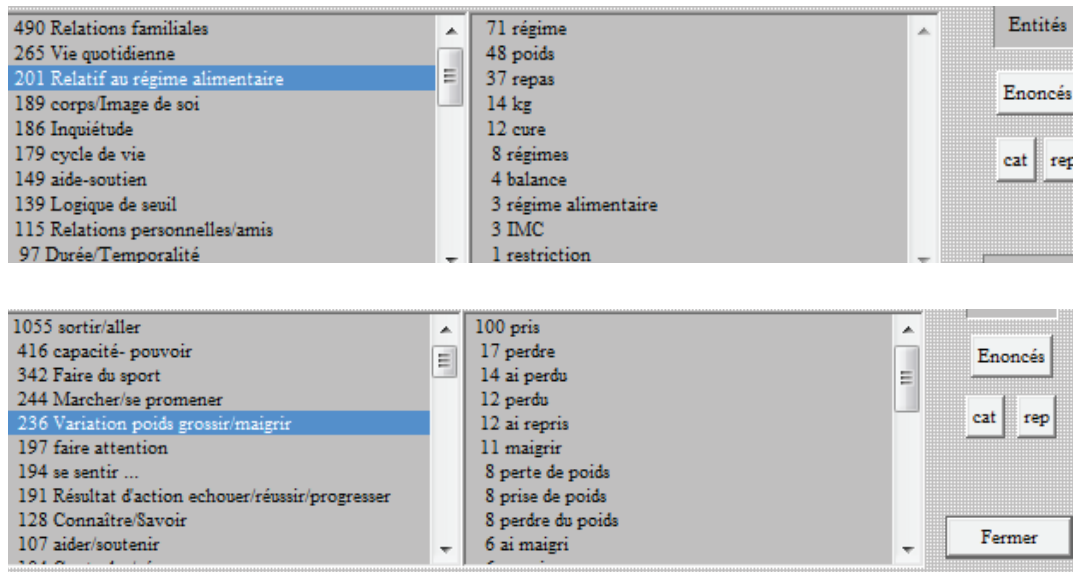 490 Relations familiales
265 Vie quotidienne
201 Relatif au régime alimentaire
189 corps/Image de soi
186 Inquiétude
179 cycle de vie
149 aide-soutien
139 Logique de seuil
115 Relations personnelles/amis
97 Durée/Temporalité
71 régime
48 poids
37 repas
14 kg
12 cure
8 régimes
4 balance
3 régime alimentaire
3 IMC
1 restriction
Entités
Enoncés
cat rep
1055 sortir/aller
416 capacité- pouvoir
342 Faire du sport
244 Marcher/se promener
236 Variation poids grossir/maigrir
197 faire attention
194 se sentir ...
191 Résultat d'action echouer/réussir/progresser
128 Connaître/Savoir
107 aider/soutenir
100 pris
17 perdre
14 ai perdu
12 perdu
12 ai repris
11 maigrir
8 perte de poids
8 prise de poids
8 perdre du poids
6 ai maigri
Enoncés
cat rep
Fermer